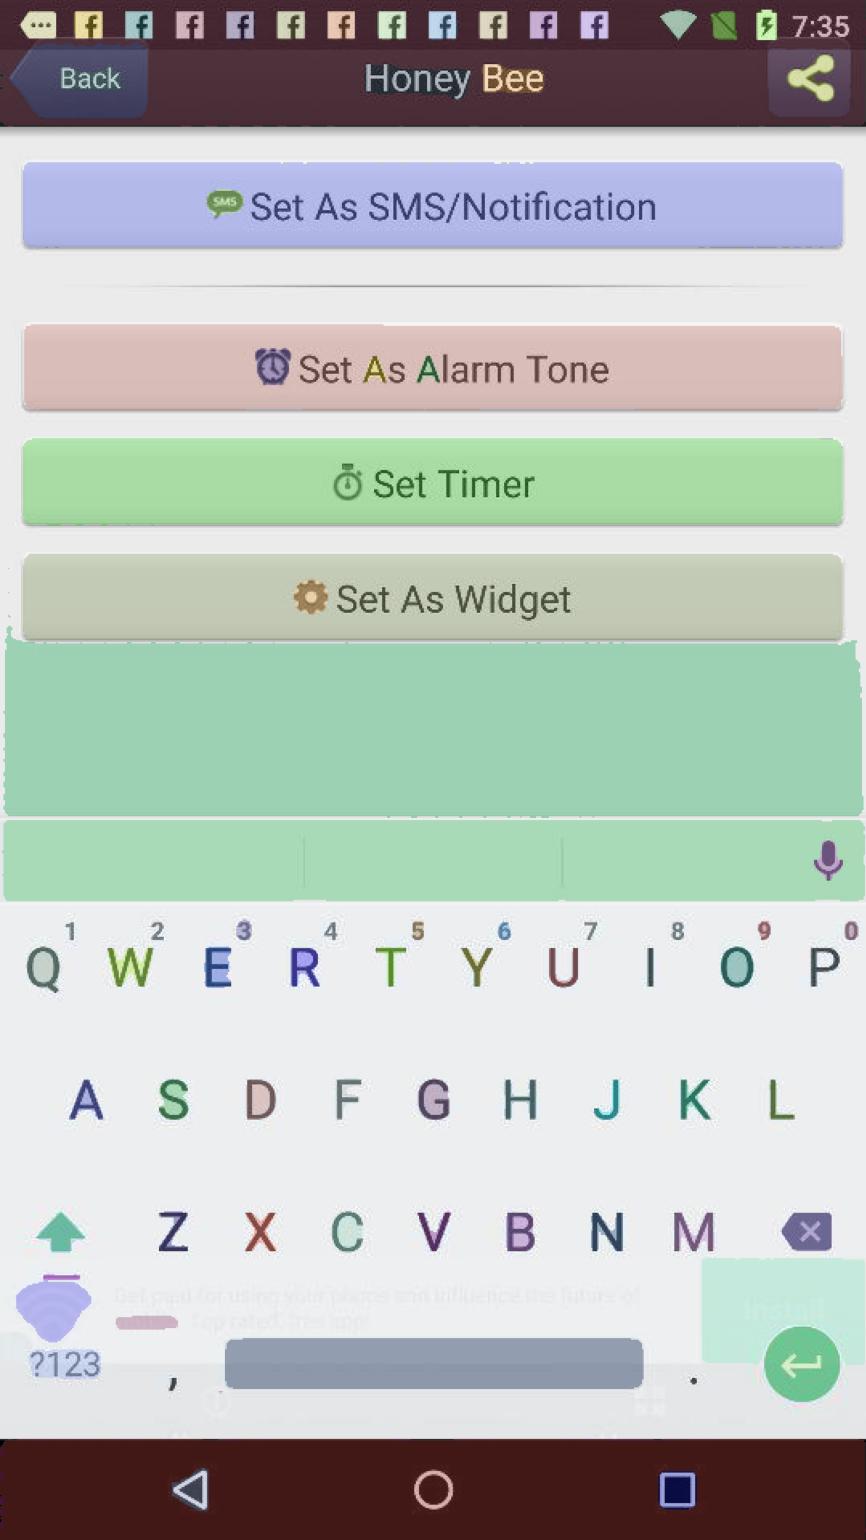 7:35
Back Honey Bee
SMS Set As SMS/Notification
Set As Alarm Tone
Set Timer
Set As Widget
1 2 3 4 5 6 7 8 9 0
Q W E R T Y U I O P
A S D F G H J K L
Z X C V B N M
Get paid for using your phone and influence the future of
Top rated, free app! Install
?123 , .